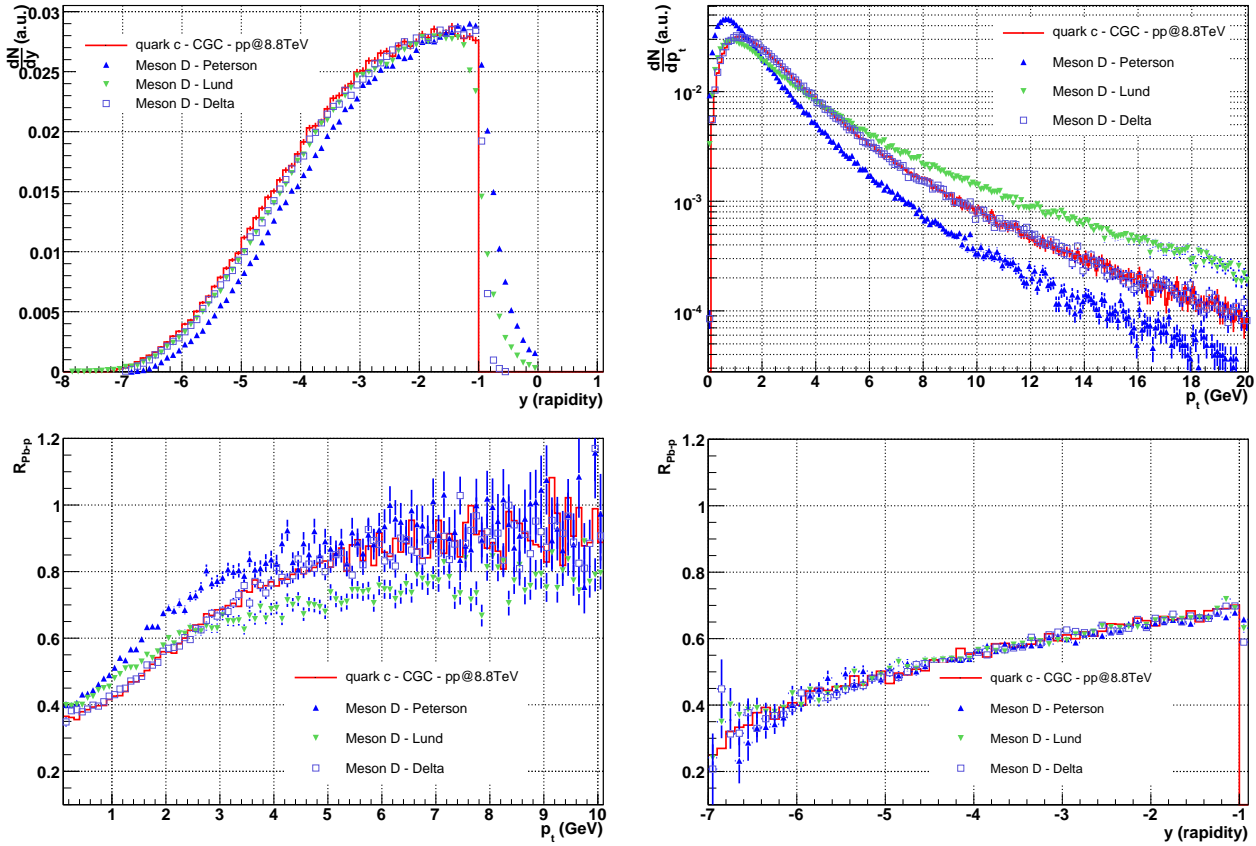 dN/dy (a.u.)
0.03
0.025
0.02
0.015
0.01
0.005
0
quark c - CGC - pp@8.8TeV
Meson D - Peterson
Meson D - Lund
Meson D - Delta
-8 -7 -6 -5 -4 -3 -2 -1 0 1
y (rapidity)
dN/dp_t (a.u.)
10^-2
10^-3
10^-4
quark c - CGC - pp@8.8TeV
Meson D - Peterson
Meson D - Lund
Meson D - Delta
0 2 4 6 8 10 12 14 16 18 20
p_t (GeV)
R_Pb-p
1.2
1
0.8
0.6
0.4
0.2
quark c - CGC - pp@8.8TeV
Meson D - Peterson
Meson D - Lund
Meson D - Delta
1 2 3 4 5 6 7 8 9 10
p_t (GeV)
R_Pb-p
1.2
1
0.8
0.6
0.4
0.2
quark c - CGC - pp@8.8TeV
Meson D - Peterson
Meson D - Lund
Meson D - Delta
-7 -6 -5 -4 -3 -2 -1
y (rapidity)